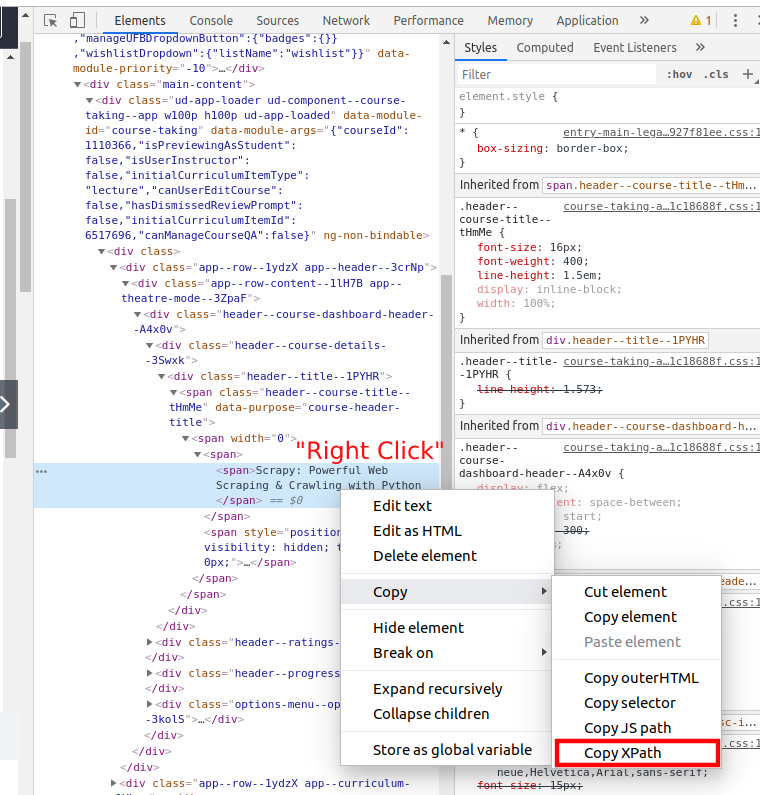 Elements Console Sources Network Performance Memory Application » 1
,"manageUFBDropdownButton":{"badges":{}}
,"wishlistDropdown":{"listName":"wishlist"}}" data-
module-priority="-10">…</div>
<div class="main-content">
<div class="ud-app-loader ud-component--course-
taking--app w100p h100p ud-app-loaded" data-module-
id="course-taking" data-module-args="{"courseId":
1110366,"isPreviewingAsStudent":
false,"isUserInstructor":
false,"initialCurriculumItemType":
"lecture","canUserEditCourse":
false,"hasDismissedReviewPrompt":
false,"initialCurriculumItemId":
6517696,"canManageCourseQA":false}" ng-non-bindable>
<div class>
<div class="app--row--1ydzX app--header--3crNp">
<div class="app--row-content--1lH7B app--
theatre-mode--3ZpaF">
<div class="header--course-dashboard-header-
-A4x0v">
<div class="header--course-details-
-3Swxk">
<div class="header--title--1PYHR">
<span class="header--course-title--
tHmMe" data-purpose="course-header-
title">
<span width="0">
<span>
"Right Click"
<span>Scrapy: Powerful Web
Scraping & Crawling with Python
</span> == $0
</span>
<span style="position
visibility: hidden; t
0px;">…</span>
</span>
</span>
</div>
</div>
<div class="header--ratings-
</div>
<div class="header--progress
</div>
<div class="options-menu--op
-3kolS">…</div>
</div>
</div>
</div>
<div class="app--row--1ydzX app--curriculum-
Styles Computed Event Listeners »
Filter :hov .cls +
element.style {
}
* { entry-main-lega…927f81ee.css:1
box-sizing: border-box;
}
Inherited from span.header--course-title--tHm…
.header-- course-taking-a…1c18688f.css:1
course-title--
tHmMe {
font-size: 16px;
font-weight: 400;
line-height: 1.5em;
display: inline-block;
width: 100%;
}
Inherited from div.header--title--1PYHR
.header--title- course-taking-a…1c18688f.css:1
-1PYHR {
line-height: 1.573;
}
Inherited from div.header--course-dashboard-h…
.header-- course-taking-a…1c18688f.css:1
course-
dashboard-header--A4x0v {
display: flex;
ent: space-between;
start;
300;
eade…
.css:1
sc-i…
.css:1
neue,Helvetica,Arial,sans-serif;
font-size: 15px;
Edit text
Edit as HTML
Delete element
Copy
Hide element
Break on
Expand recursively
Collapse children
Store as global variable
Cut element
Copy element
Paste element
Copy outerHTML
Copy selector
Copy JS path
Copy XPath